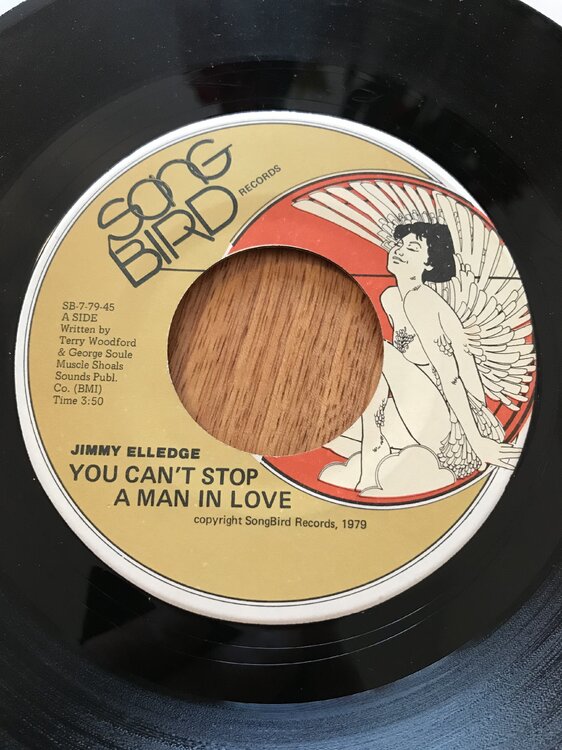 SONG
BIRD
RECORDS
SB-7-79-45
A SIDE
Written by
Terry Woodford
& George Soule
Muscle Shoals
Sounds Publ.
Co. (BMI)
Time 3:50
JIMMY ELLEDGE
YOU CAN'T STOP
A MAN IN LOVE
copyright SongBird Records, 1979